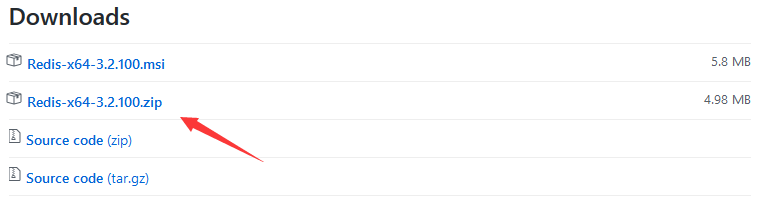 Downloads
Redis-x64-3.2.100.msi 5.8 MB
Redis-x64-3.2.100.zip 4.98 MB
Source code (zip)
Source code (tar.gz)